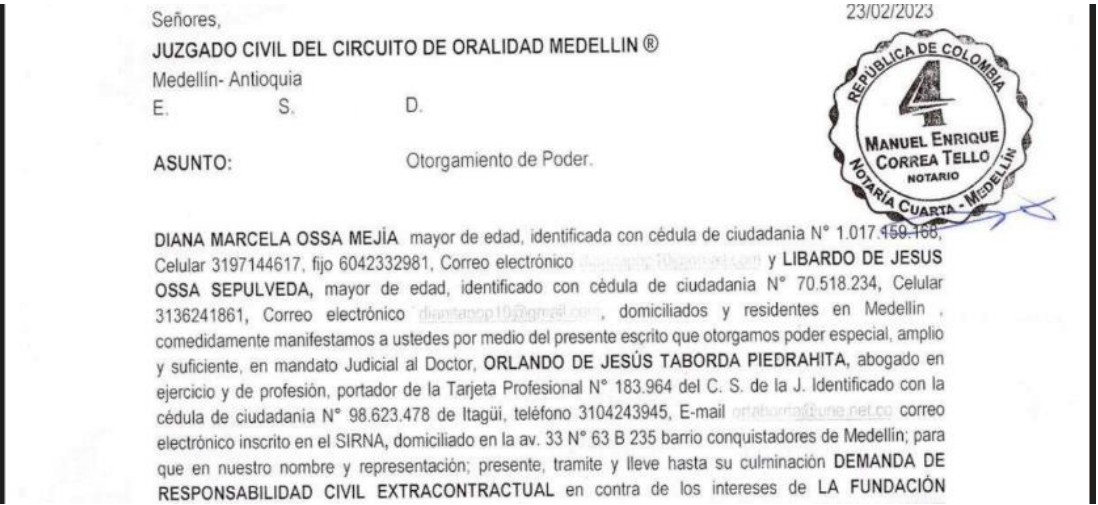 23/02/2023
Señores,
JUZGADO CIVIL DEL CIRCUITO DE ORALIDAD MEDELLIN ®
Medellín- Antioquia
E. S. D.
ASUNTO: Otorgamiento de Poder.
REPÚBLICA DE COLOMBIA
4
MANUEL ENRIQUE
CORREA TELLO
NOTARIO
NOTARÍA CUARTA - MEDELLÍN
DIANA MARCELA OSSA MEJÍA mayor de edad, identificada con cédula de ciudadanía N° 1.017.159.168,
Celular 3197144617, fijo 6042332981, Correo electrónico y LIBARDO DE JESUS
OSSA SEPULVEDA, mayor de edad, identificado con cédula de ciudadanía N° 70.518.234, Celular
3136241861, Correo electrónico , domiciliados y residentes en Medellín ,
comedidamente manifestamos a ustedes por medio del presente escrito que otorgamos poder especial, amplio
y suficiente, en mandato Judicial al Doctor, ORLANDO DE JESÚS TABORDA PIEDRAHITA, abogado en
ejercicio y de profesión, portador de la Tarjeta Profesional N° 183.964 del C. S. de la J. Identificado con la
cédula de ciudadanía N° 98.623.478 de Itagüi, teléfono 3104243945, E-mail correo
electrónico inscrito en el SIRNA, domiciliado en la av. 33 N° 63 B 235 barrio conquistadores de Medellín; para
que en nuestro nombre y representación; presente, tramite y lleve hasta su culminación DEMANDA DE
RESPONSABILIDAD CIVIL EXTRACONTRACTUAL en contra de los intereses de LA FUNDACIÓN